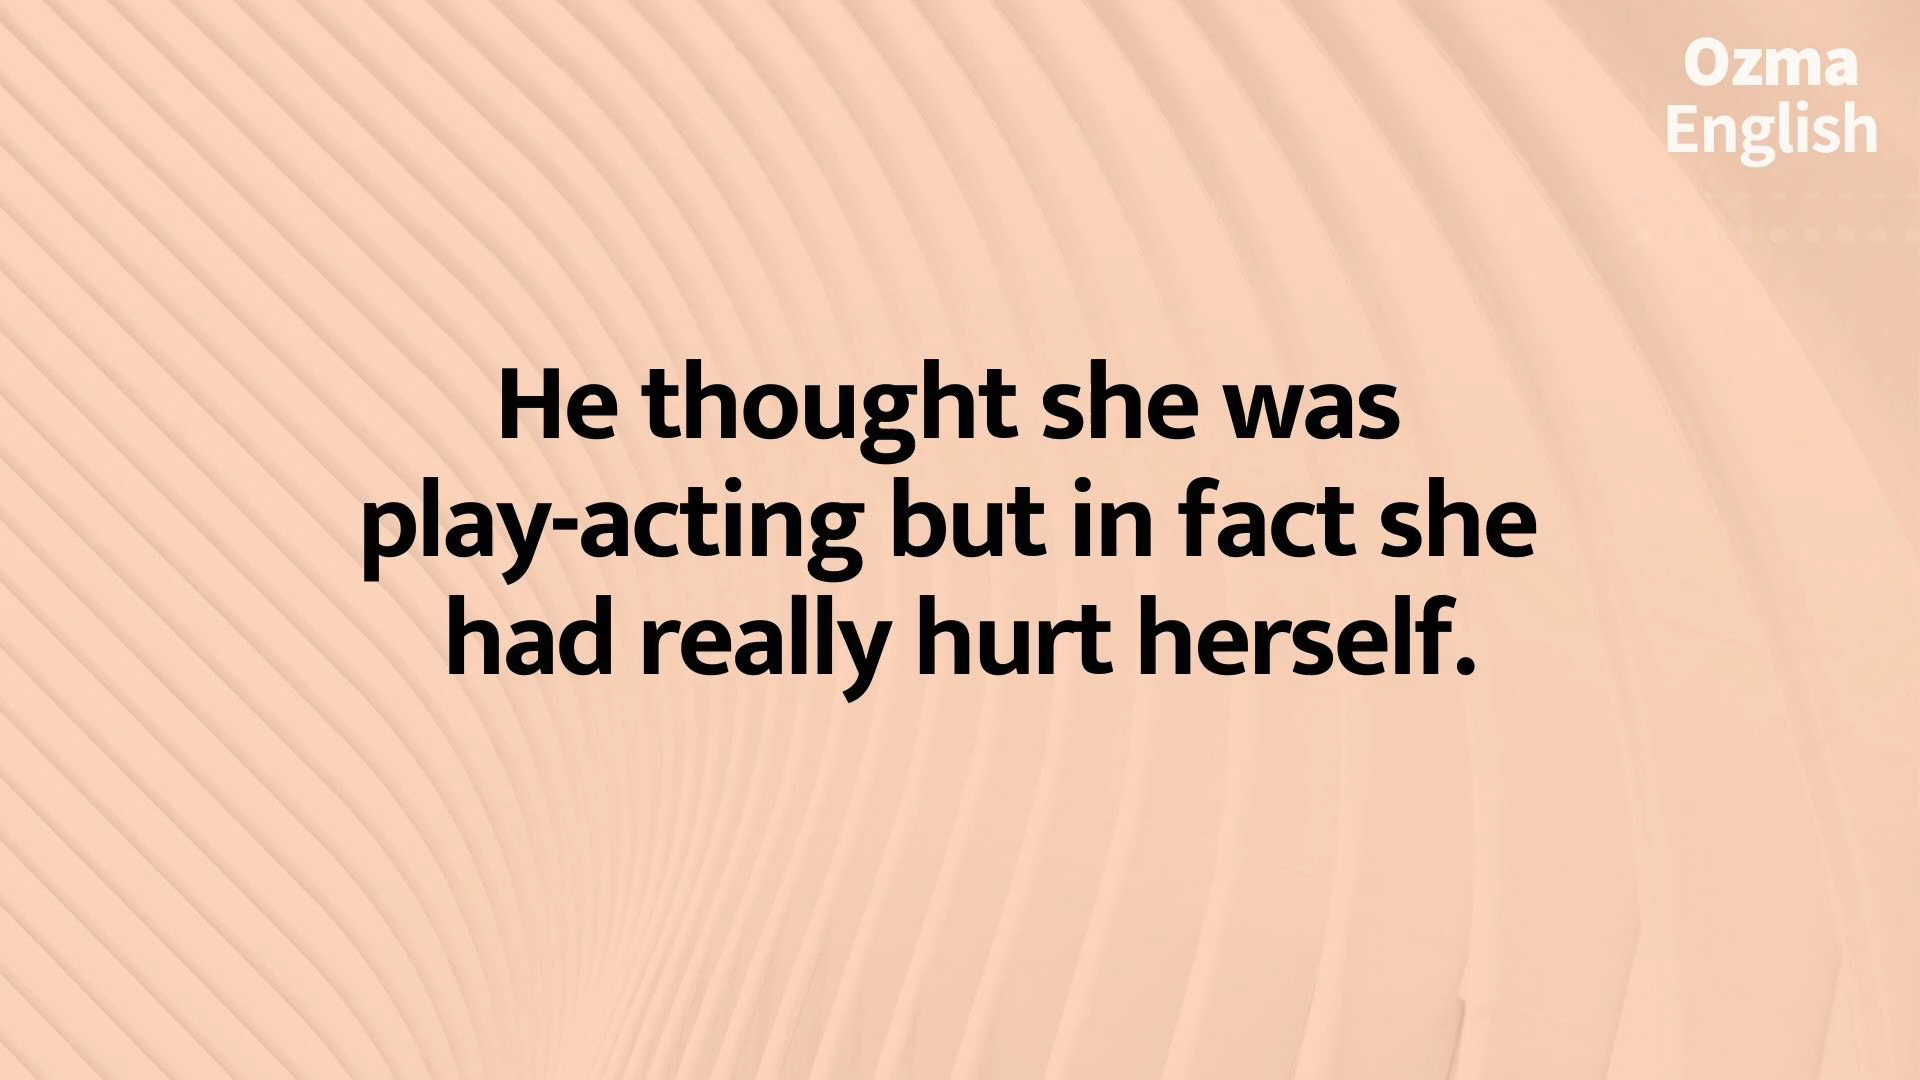 Ozma
English
He thought she was
play-acting but in fact she
had really hurt herself.